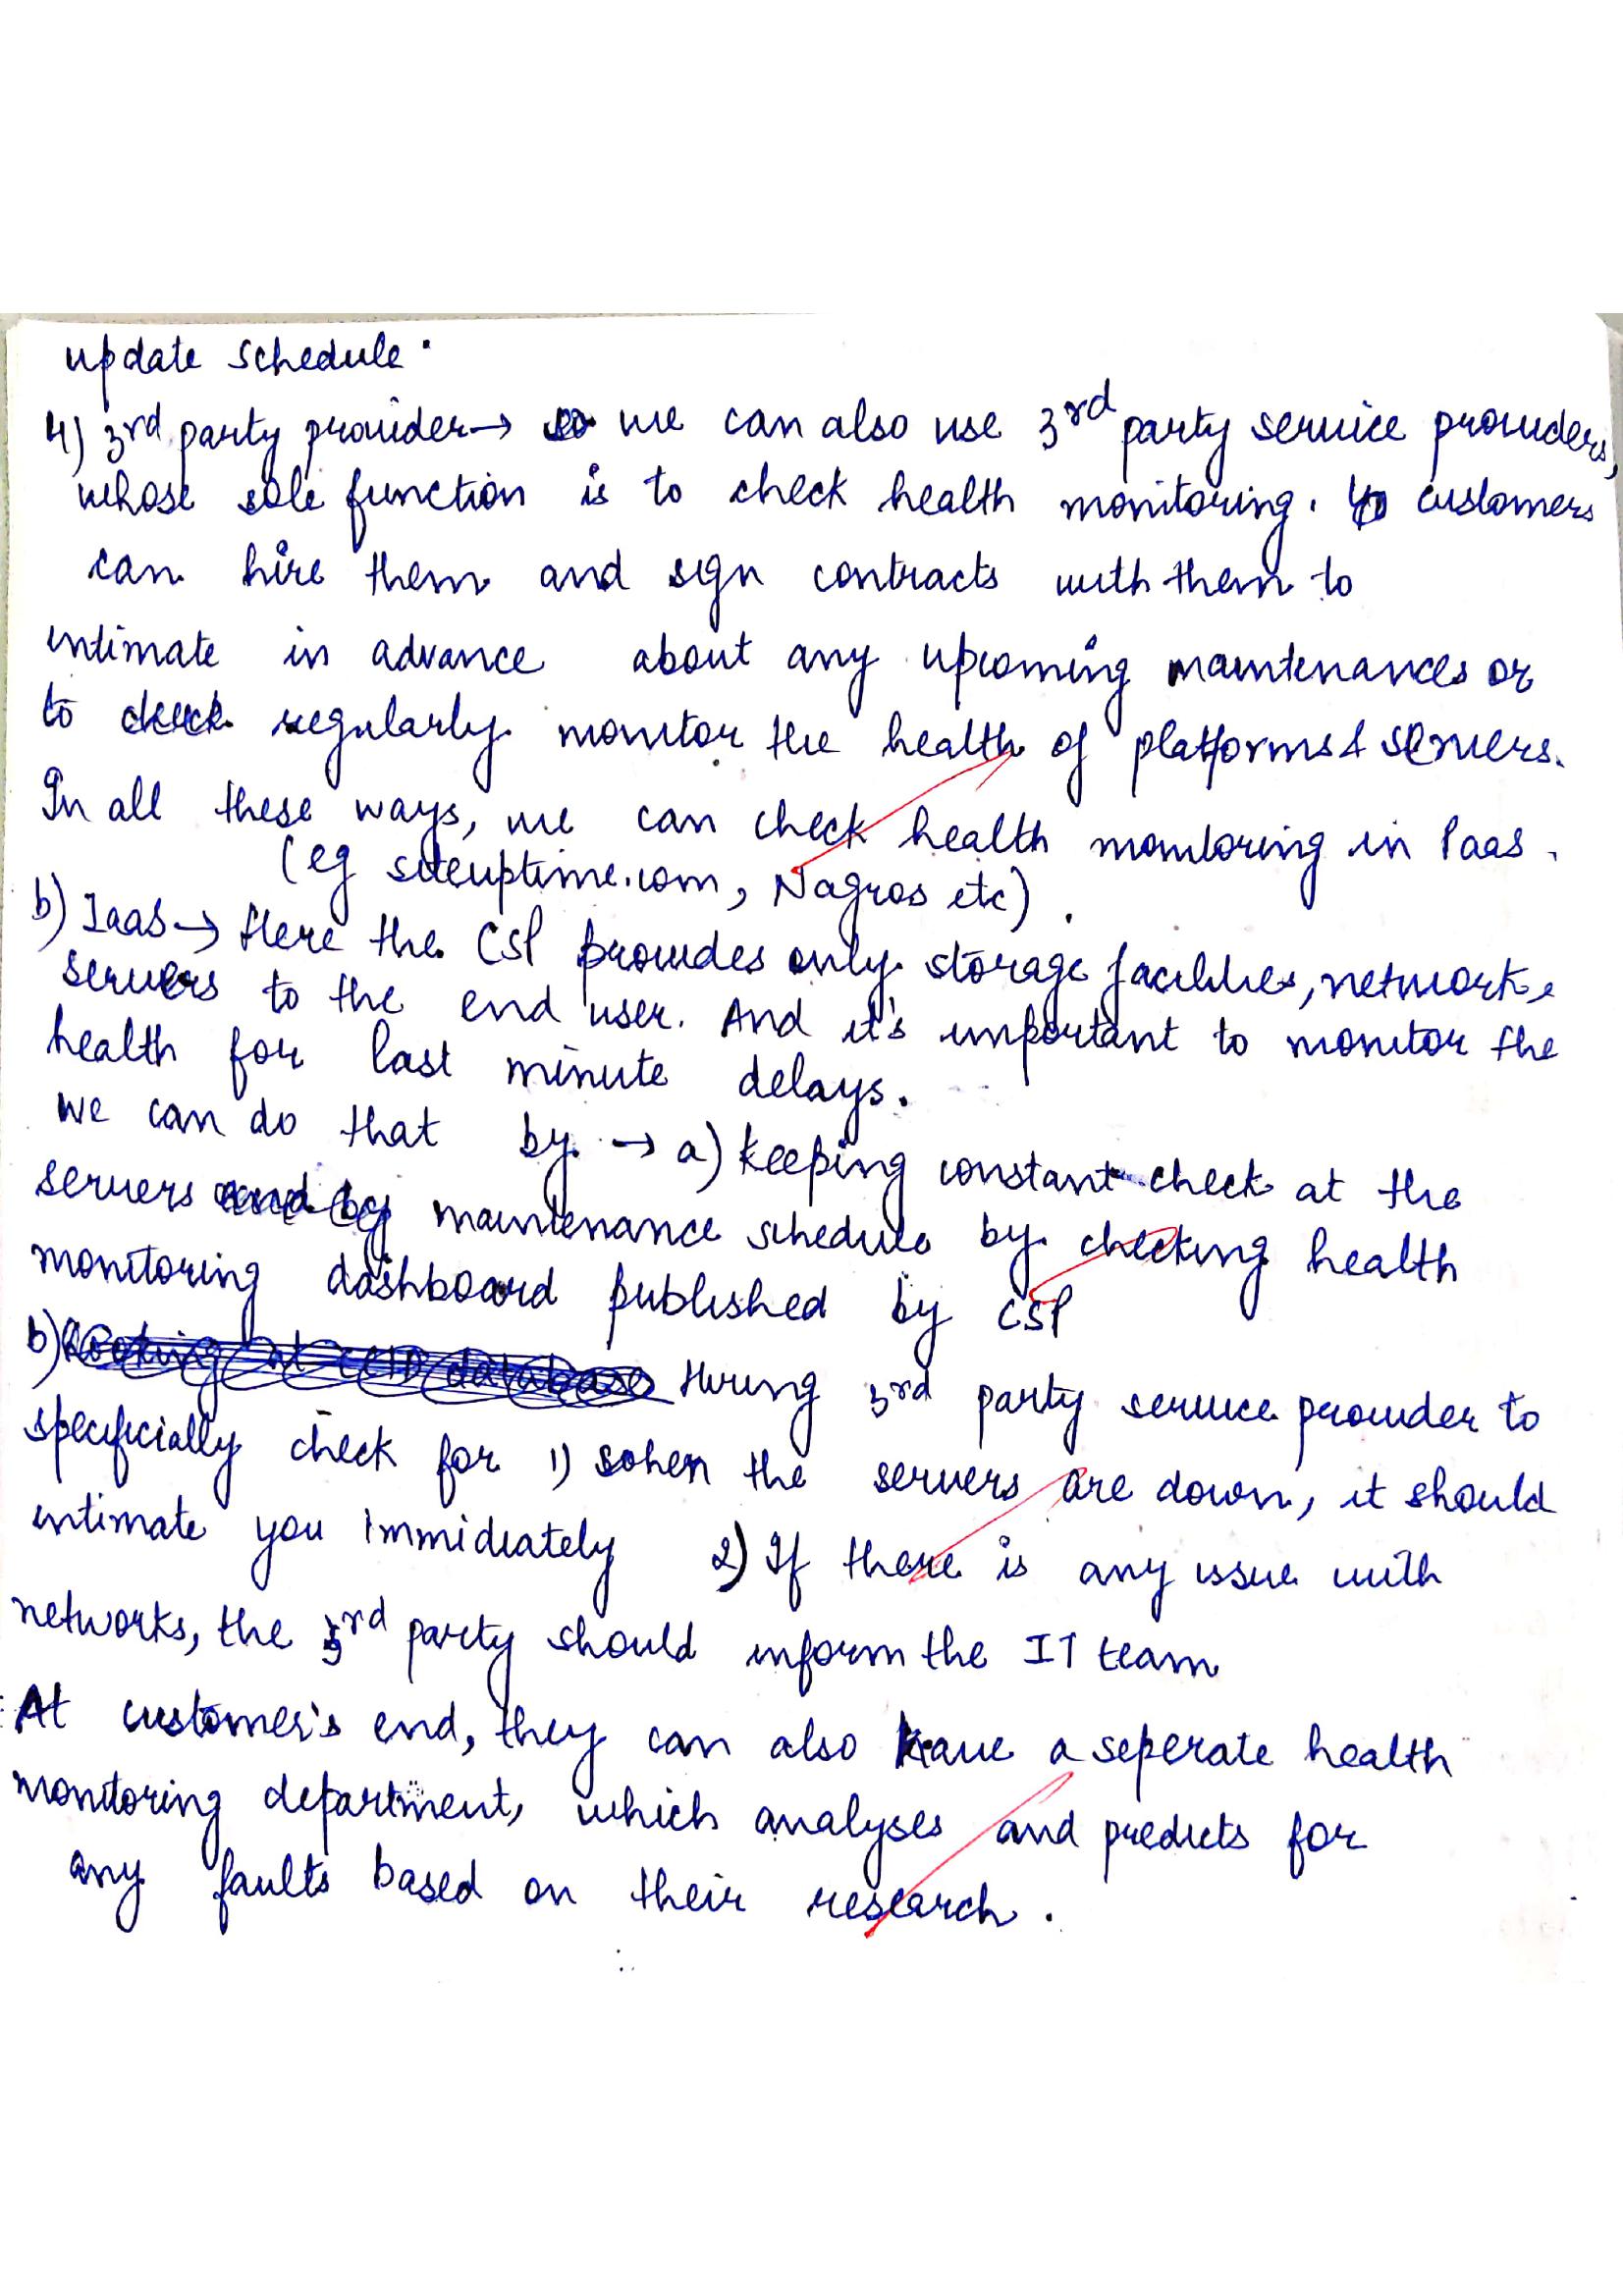 update schedule.
4) 3rd party provider → we can also use 3rd party service providers,
whose sole function is to check health monitoring. customers
can hire them and sign contracts with them to
intimate in advance about any upcoming maintenances or
to regularly monitor the health of platforms & servers.
In all these ways, we can check health monitoring in Paas.
(eg siteuptime.com, Nagros etc).
b) Iaas → Here the CSP provides only storage facilities, network,
servers to the end user. And it's important to monitor the
health for last minute delays.
we can do that by → a) keeping constant check at the
servers maintenance schedule by checking health
monitoring dashboard published by CSP
b) Hiring 3rd party service provider to
specificially check for 1) when the servers are down, it should
intimate you immidiately 2) If there is any issue with
networks, the 3rd party should inform the IT team
At customer's end, they can also have a seperate health
monitoring department, which analyses and predicts for
any faults based on their research.